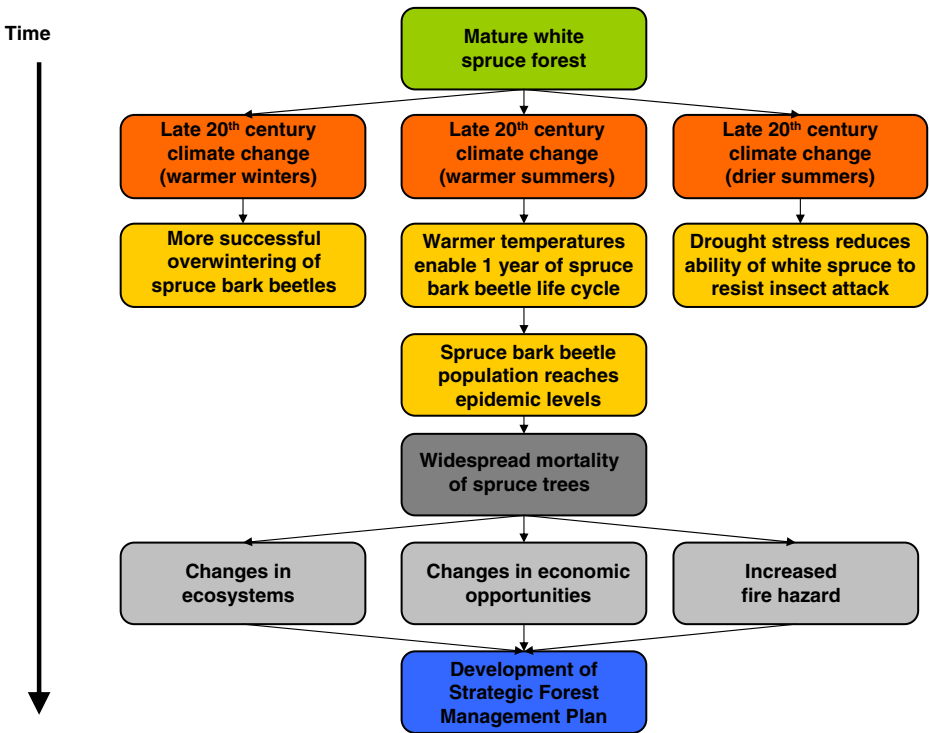 Time
Mature white
spruce forest
Late 20th century
climate change
(warmer winters)
Late 20th century
climate change
(warmer summers)
Late 20th century
climate change
(drier summers)
More successful
overwintering of
spruce bark beetles
Warmer temperatures
enable 1 year of spruce
bark beetle life cycle
Drought stress reduces
ability of white spruce to
resist insect attack
Spruce bark beetle
population reaches
epidemic levels
Widespread mortality
of spruce trees
Changes in
ecosystems
Changes in economic
opportunities
Increased
fire hazard
Development of
Strategic Forest
Management Plan